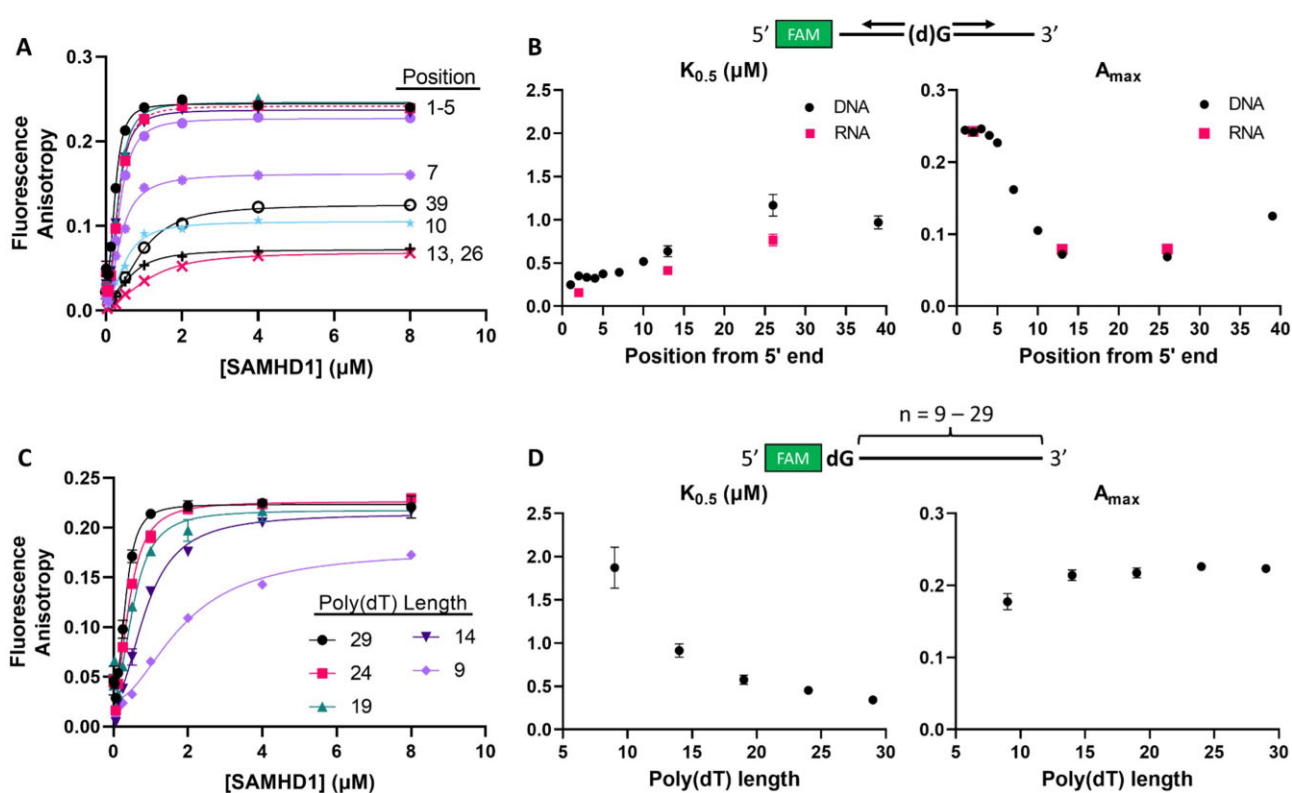 A
Fluorescence
Anisotropy
0.3
0.2
0.1
0.0
0 2 4 6 8 10
[SAMHD1] (µM)
Position
1-5
7
39
10
13, 26
B
5′ FAM (d)G 3′
K0.5 (µM)
DNA
RNA
2.5
2.0
1.5
1.0
0.5
0.0
0 5 10 15 20 25 30 35 40
Position from 5' end
Amax
DNA
RNA
0.3
0.2
0.1
0.0
0 5 10 15 20 25 30 35 40
Position from 5' end
C
Fluorescence
Anisotropy
0.25
0.20
0.15
0.10
0.05
0.00
0 2 4 6 8 10
[SAMHD1] (µM)
Poly(dT) Length
29 14
24 9
19
D
n = 9 – 29
5′ FAM dG 3′
K0.5 (µM)
2.5
2.0
1.5
1.0
0.5
0.0
5 10 15 20 25 30
Poly(dT) length
Amax
0.3
0.2
0.1
0.0
5 10 15 20 25 30
Poly(dT) length